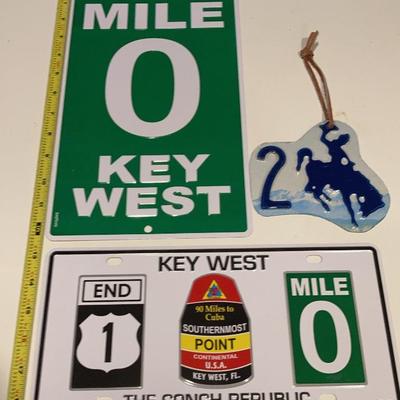 MILE
0
KEY
WEST
2
KEY WEST
END
1
90 Miles to
Cuba
SOUTHERNMOST
POINT
CONTINENTAL
U.S.A.
KEY WEST, FL.
MILE
0
THE CONCH REPUBLIC